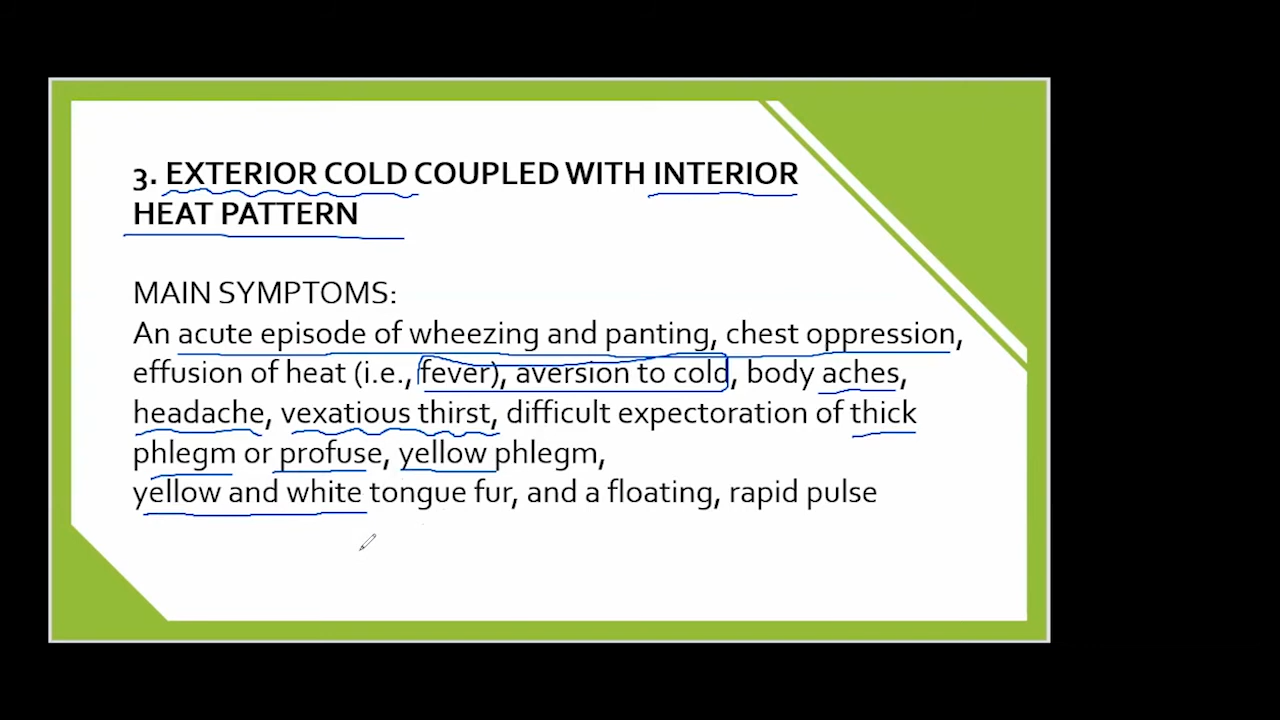 3. EXTERIOR COLD COUPLED WITH INTERIOR
HEAT PATTERN
MAIN SYMPTOMS:
An acute episode of wheezing and panting, chest oppression,
effusion of heat (i.e., fever), aversion to cold, body aches,
headache, vexatious thirst, difficult expectoration of thick
phlegm or profuse, yellow phlegm,
yellow and white tongue fur, and a floating, rapid pulse